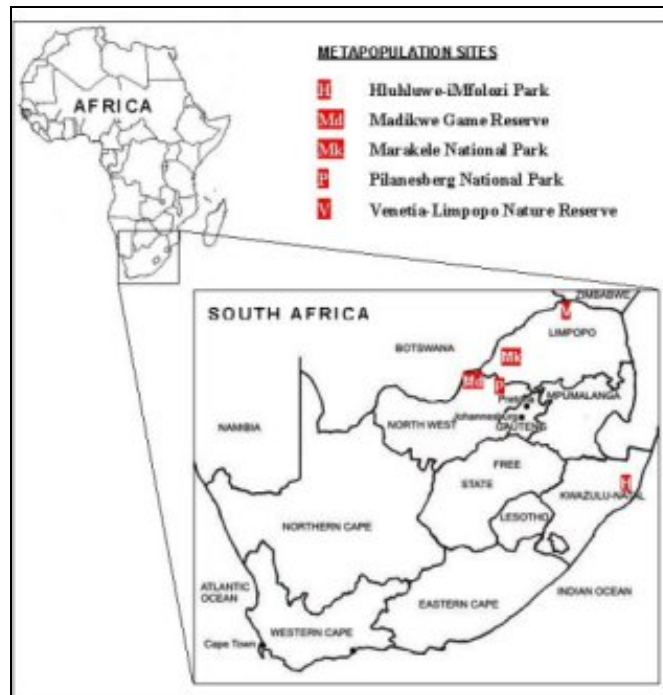 METAPOPULATION SITES
H Hluhluwe-iMfolozi Park
Md Madikwe Game Reserve
Mk Marakele National Park
P Pilanesberg National Park
V Venetia-Limpopo Nature Reserve
AFRICA
SOUTH AFRICA
ZIMBABWE
V
LIMPOPO
BOTSWANA
Mk
Md
P
Pretoria
MPUMALANGA
Johannesburg
GAUTENG
NORTH WEST
NAMIBIA
FREE
STATE
H
KWAZULU-NATAL
LESOTHO
NORTHERN CAPE
ATLANTIC
OCEAN
INDIAN OCEAN
EASTERN CAPE
WESTERN CAPE
Cape Town